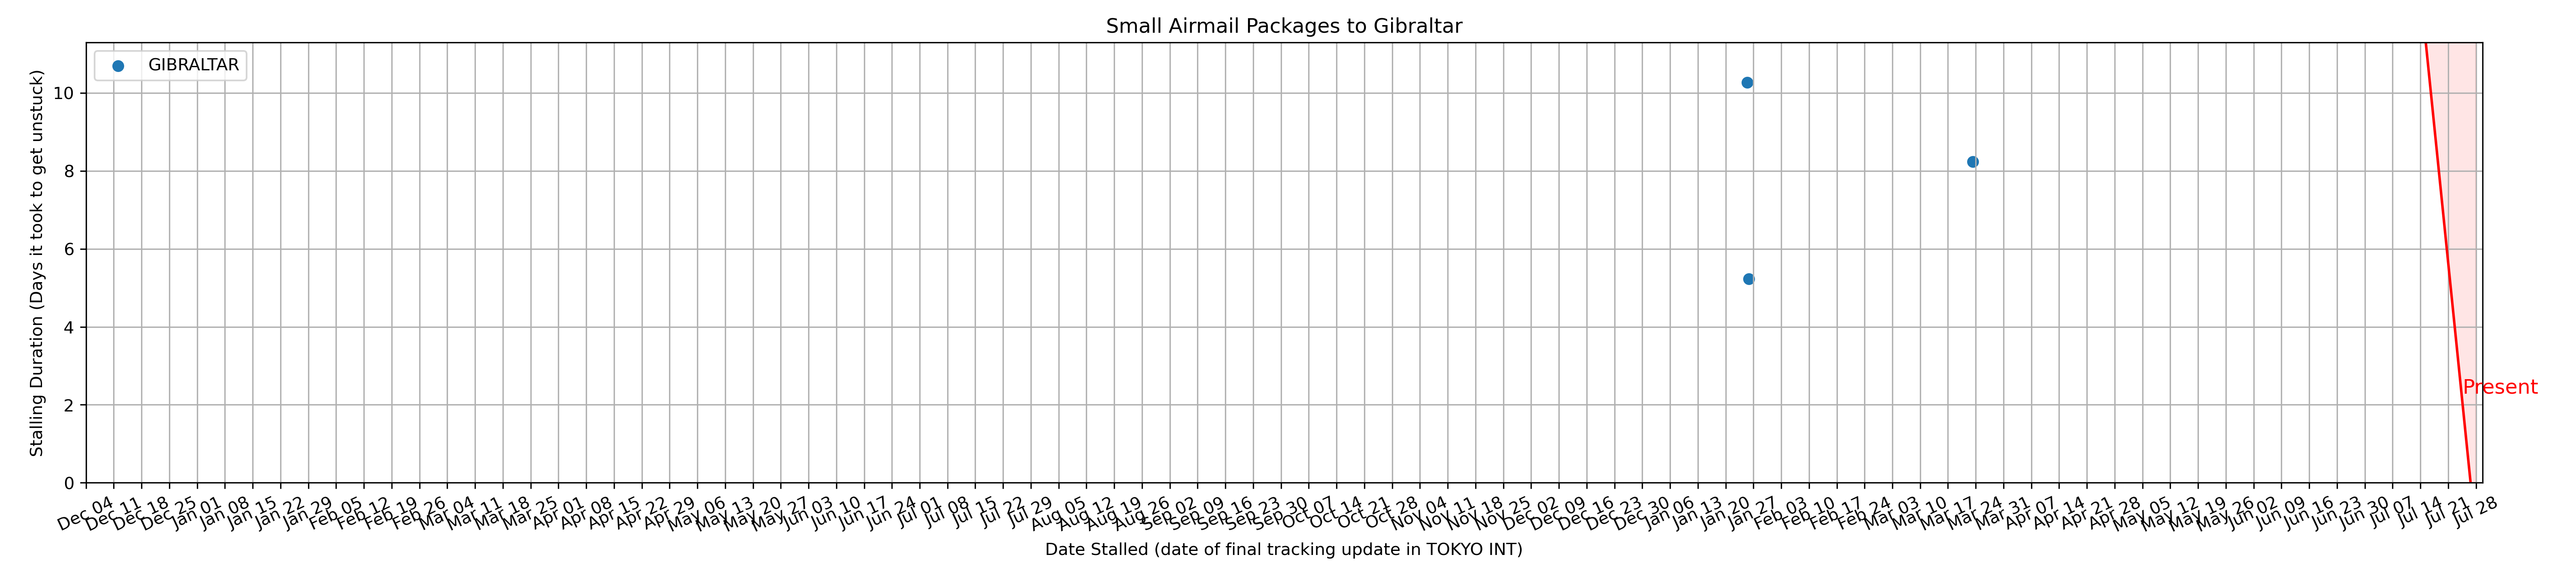 Small Airmail Packages to Gibraltar
GIBRALTAR
Stalling Duration (Days it took to get unstuck)
10
8
6
4
2
0
Present
Dec 04
Dec 11
Dec 18
Dec 25
Jan 01
Jan 08
Jan 15
Jan 22
Jan 29
Feb 05
Feb 12
Feb 19
Feb 26
Mar 04
Mar 11
Mar 18
Mar 25
Apr 01
Apr 08
Apr 15
Apr 22
Apr 29
May 06
May 13
May 20
May 27
Jun 03
Jun 10
Jun 17
Jun 24
Jul 01
Jul 08
Jul 15
Jul 22
Jul 29
Aug 05
Aug 12
Aug 19
Aug 26
Sep 02
Sep 09
Sep 16
Sep 23
Sep 30
Oct 07
Oct 14
Oct 21
Oct 28
Nov 04
Nov 11
Nov 18
Nov 25
Dec 02
Dec 09
Dec 16
Dec 23
Dec 30
Jan 06
Jan 13
Jan 20
Jan 27
Feb 03
Feb 10
Feb 17
Feb 24
Mar 03
Mar 10
Mar 17
Mar 24
Mar 31
Apr 07
Apr 14
Apr 21
Apr 28
May 05
May 12
May 19
May 26
Jun 02
Jun 09
Jun 16
Jun 23
Jun 30
Jul 07
Jul 14
Jul 21
Jul 28
Date Stalled (date of final tracking update in TOKYO INT)